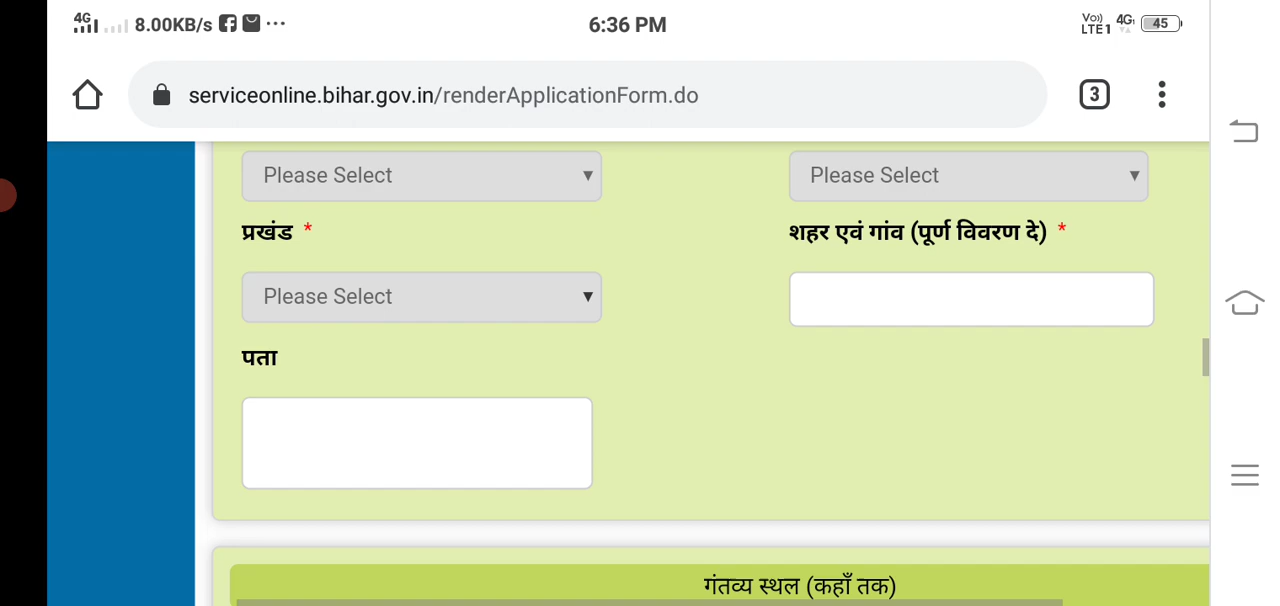 4G 8.00KB/s ... 6:36 PM Vo) LTE1 4G 45
serviceonline.bihar.gov.in/renderApplicationForm.do 3
Please Select Please Select
प्रखंड * शहर एवं गांव (पूर्ण विवरण दे) *
Please Select
पता
गंतव्य स्थल (कहाँ तक)